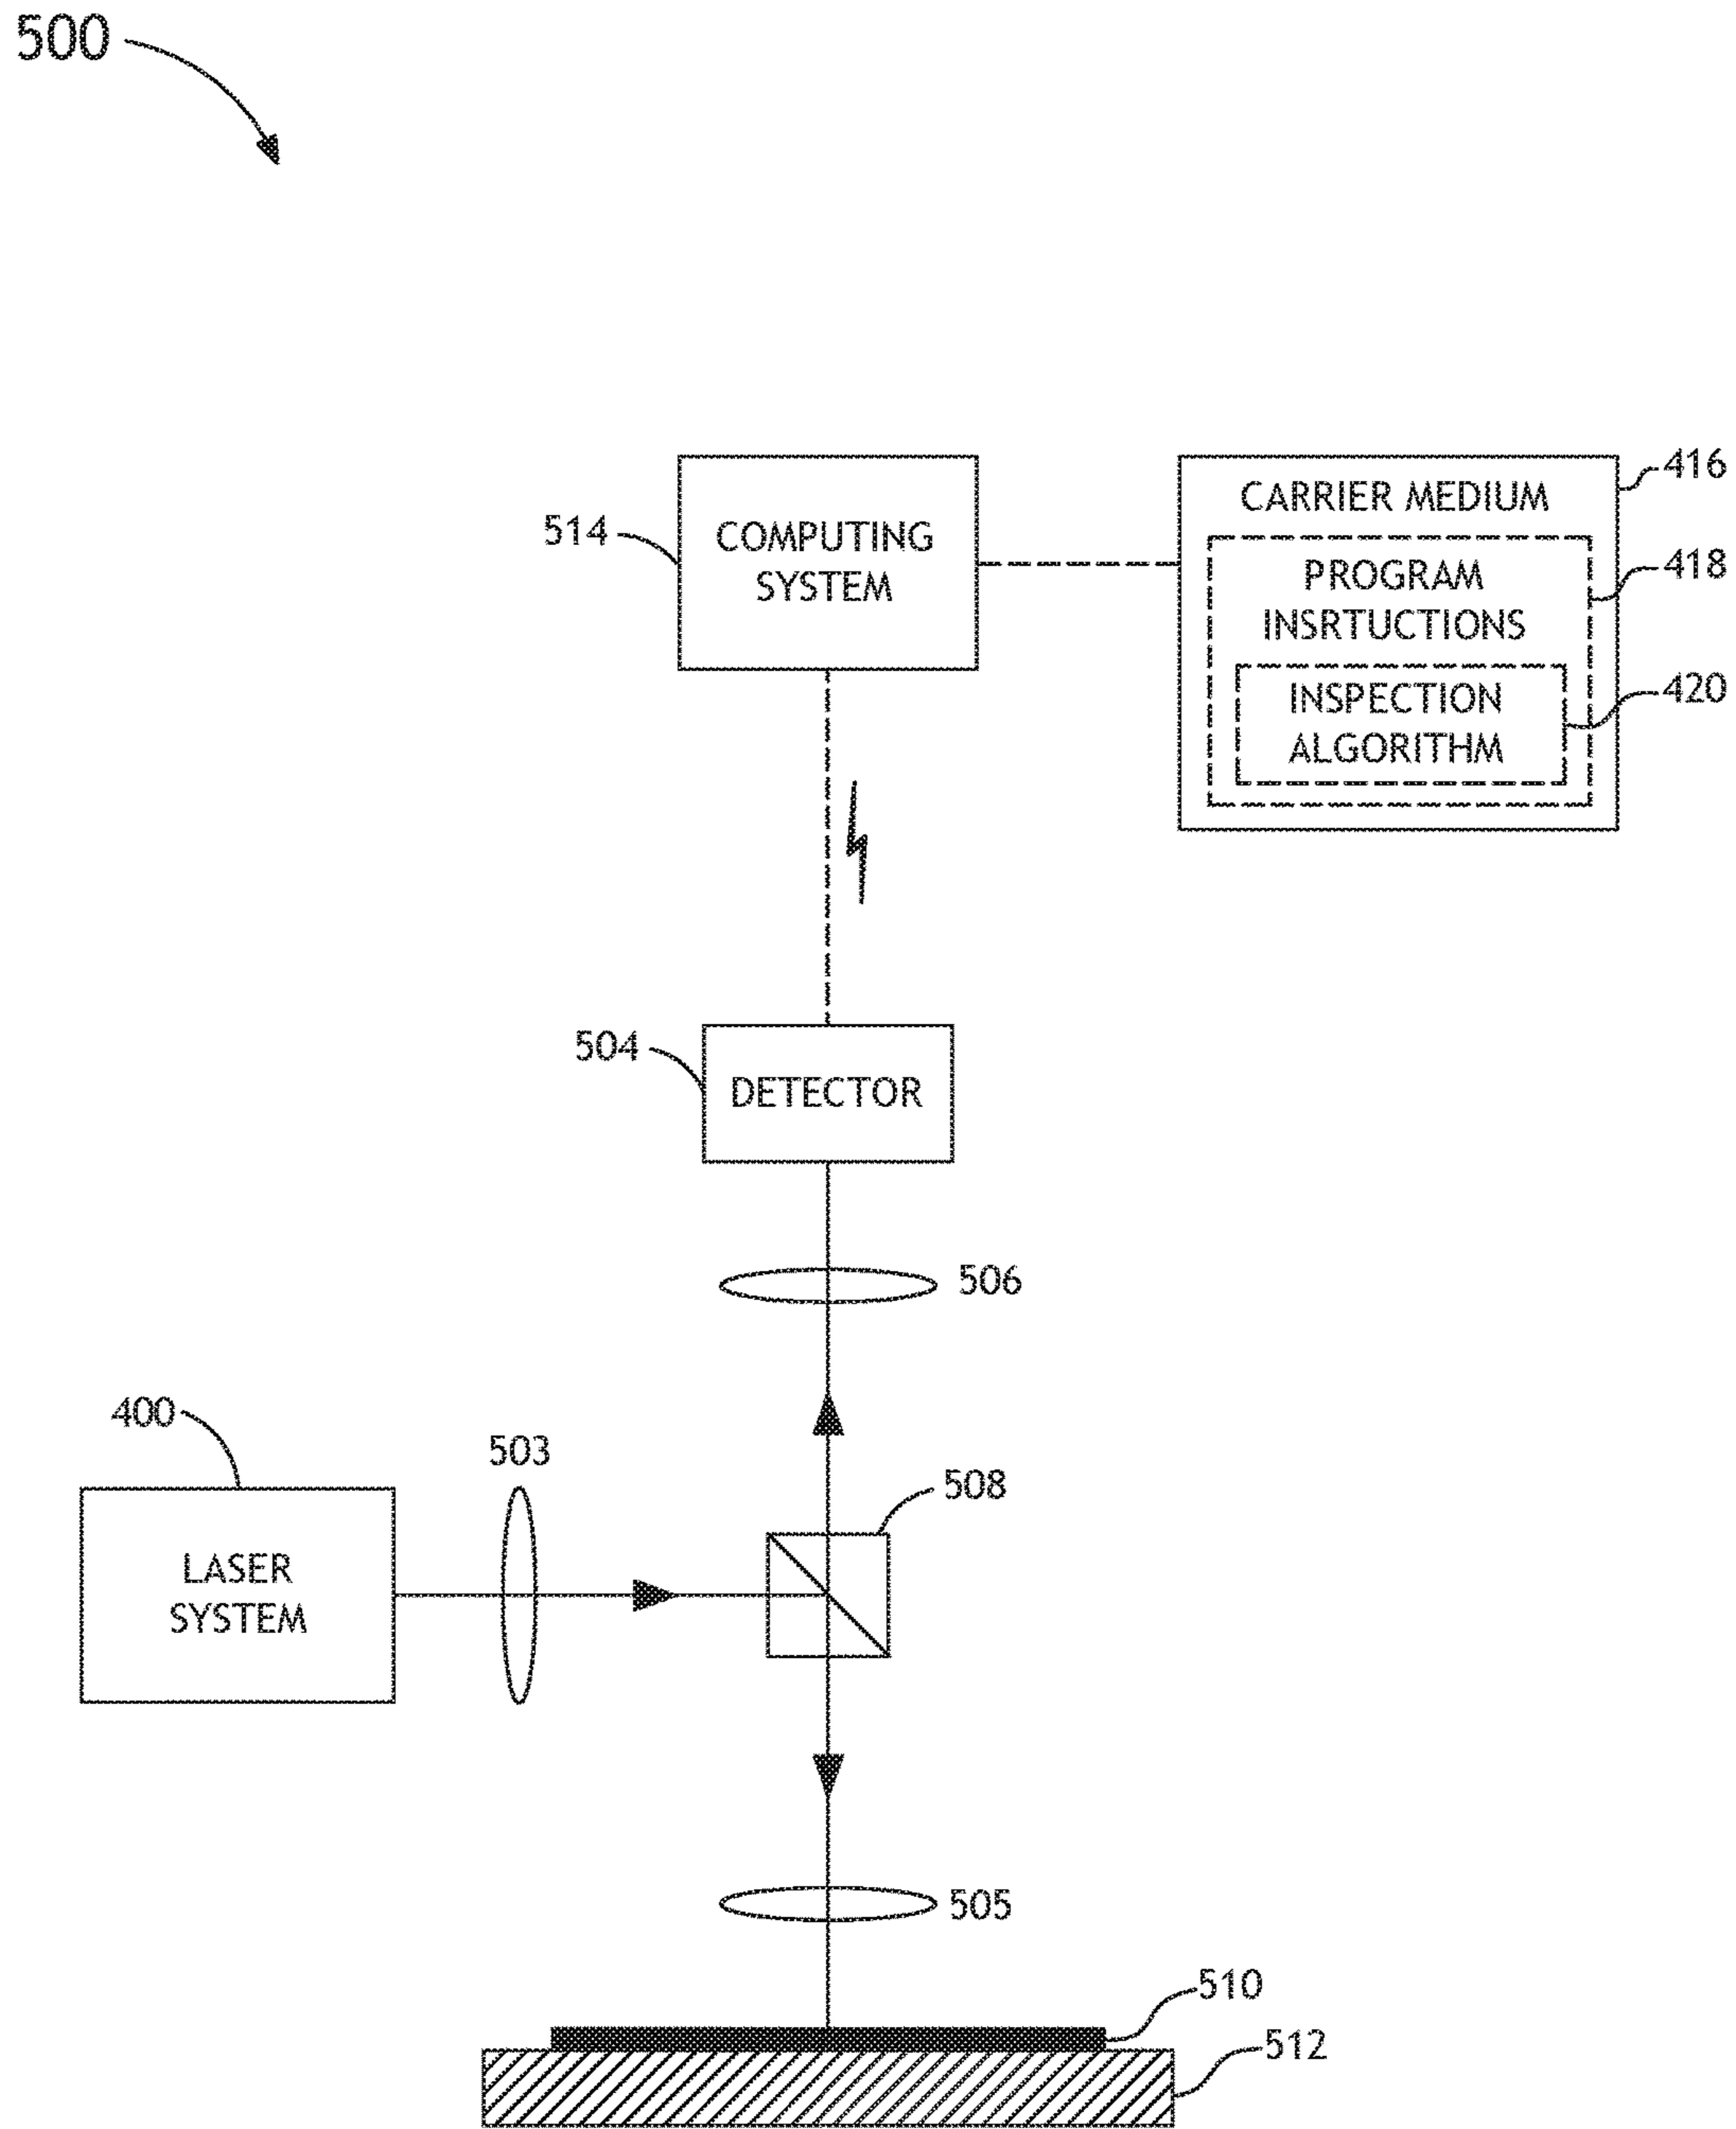 500
416
CARRIER MEDIUM
514
COMPUTING
SYSTEM
418
PROGRAM
INSRTUCTIONS
420
INSPECTION
ALGORITHM
504
DETECTOR
506
400
503
508
LASER
SYSTEM
505
510
512